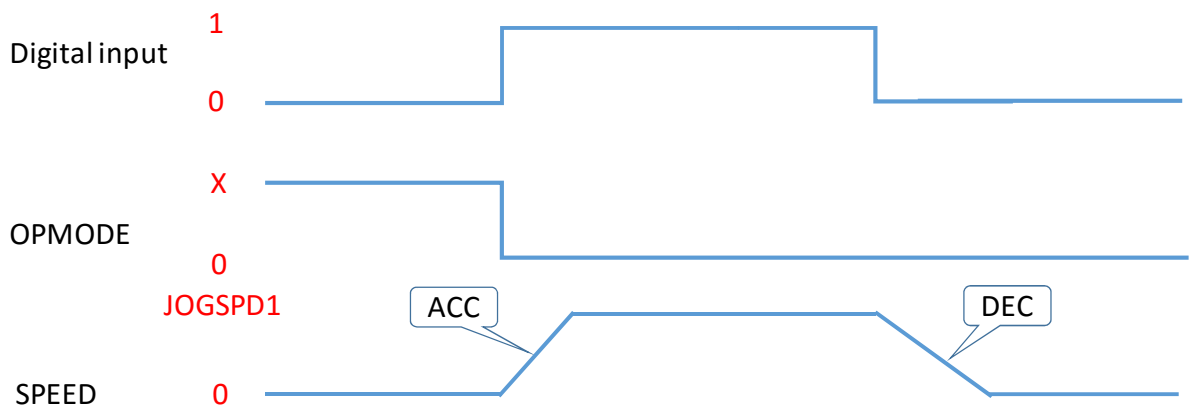 1
Digital input
0
X
OPMODE
0
JOGSPD1
ACC
DEC
SPEED 0